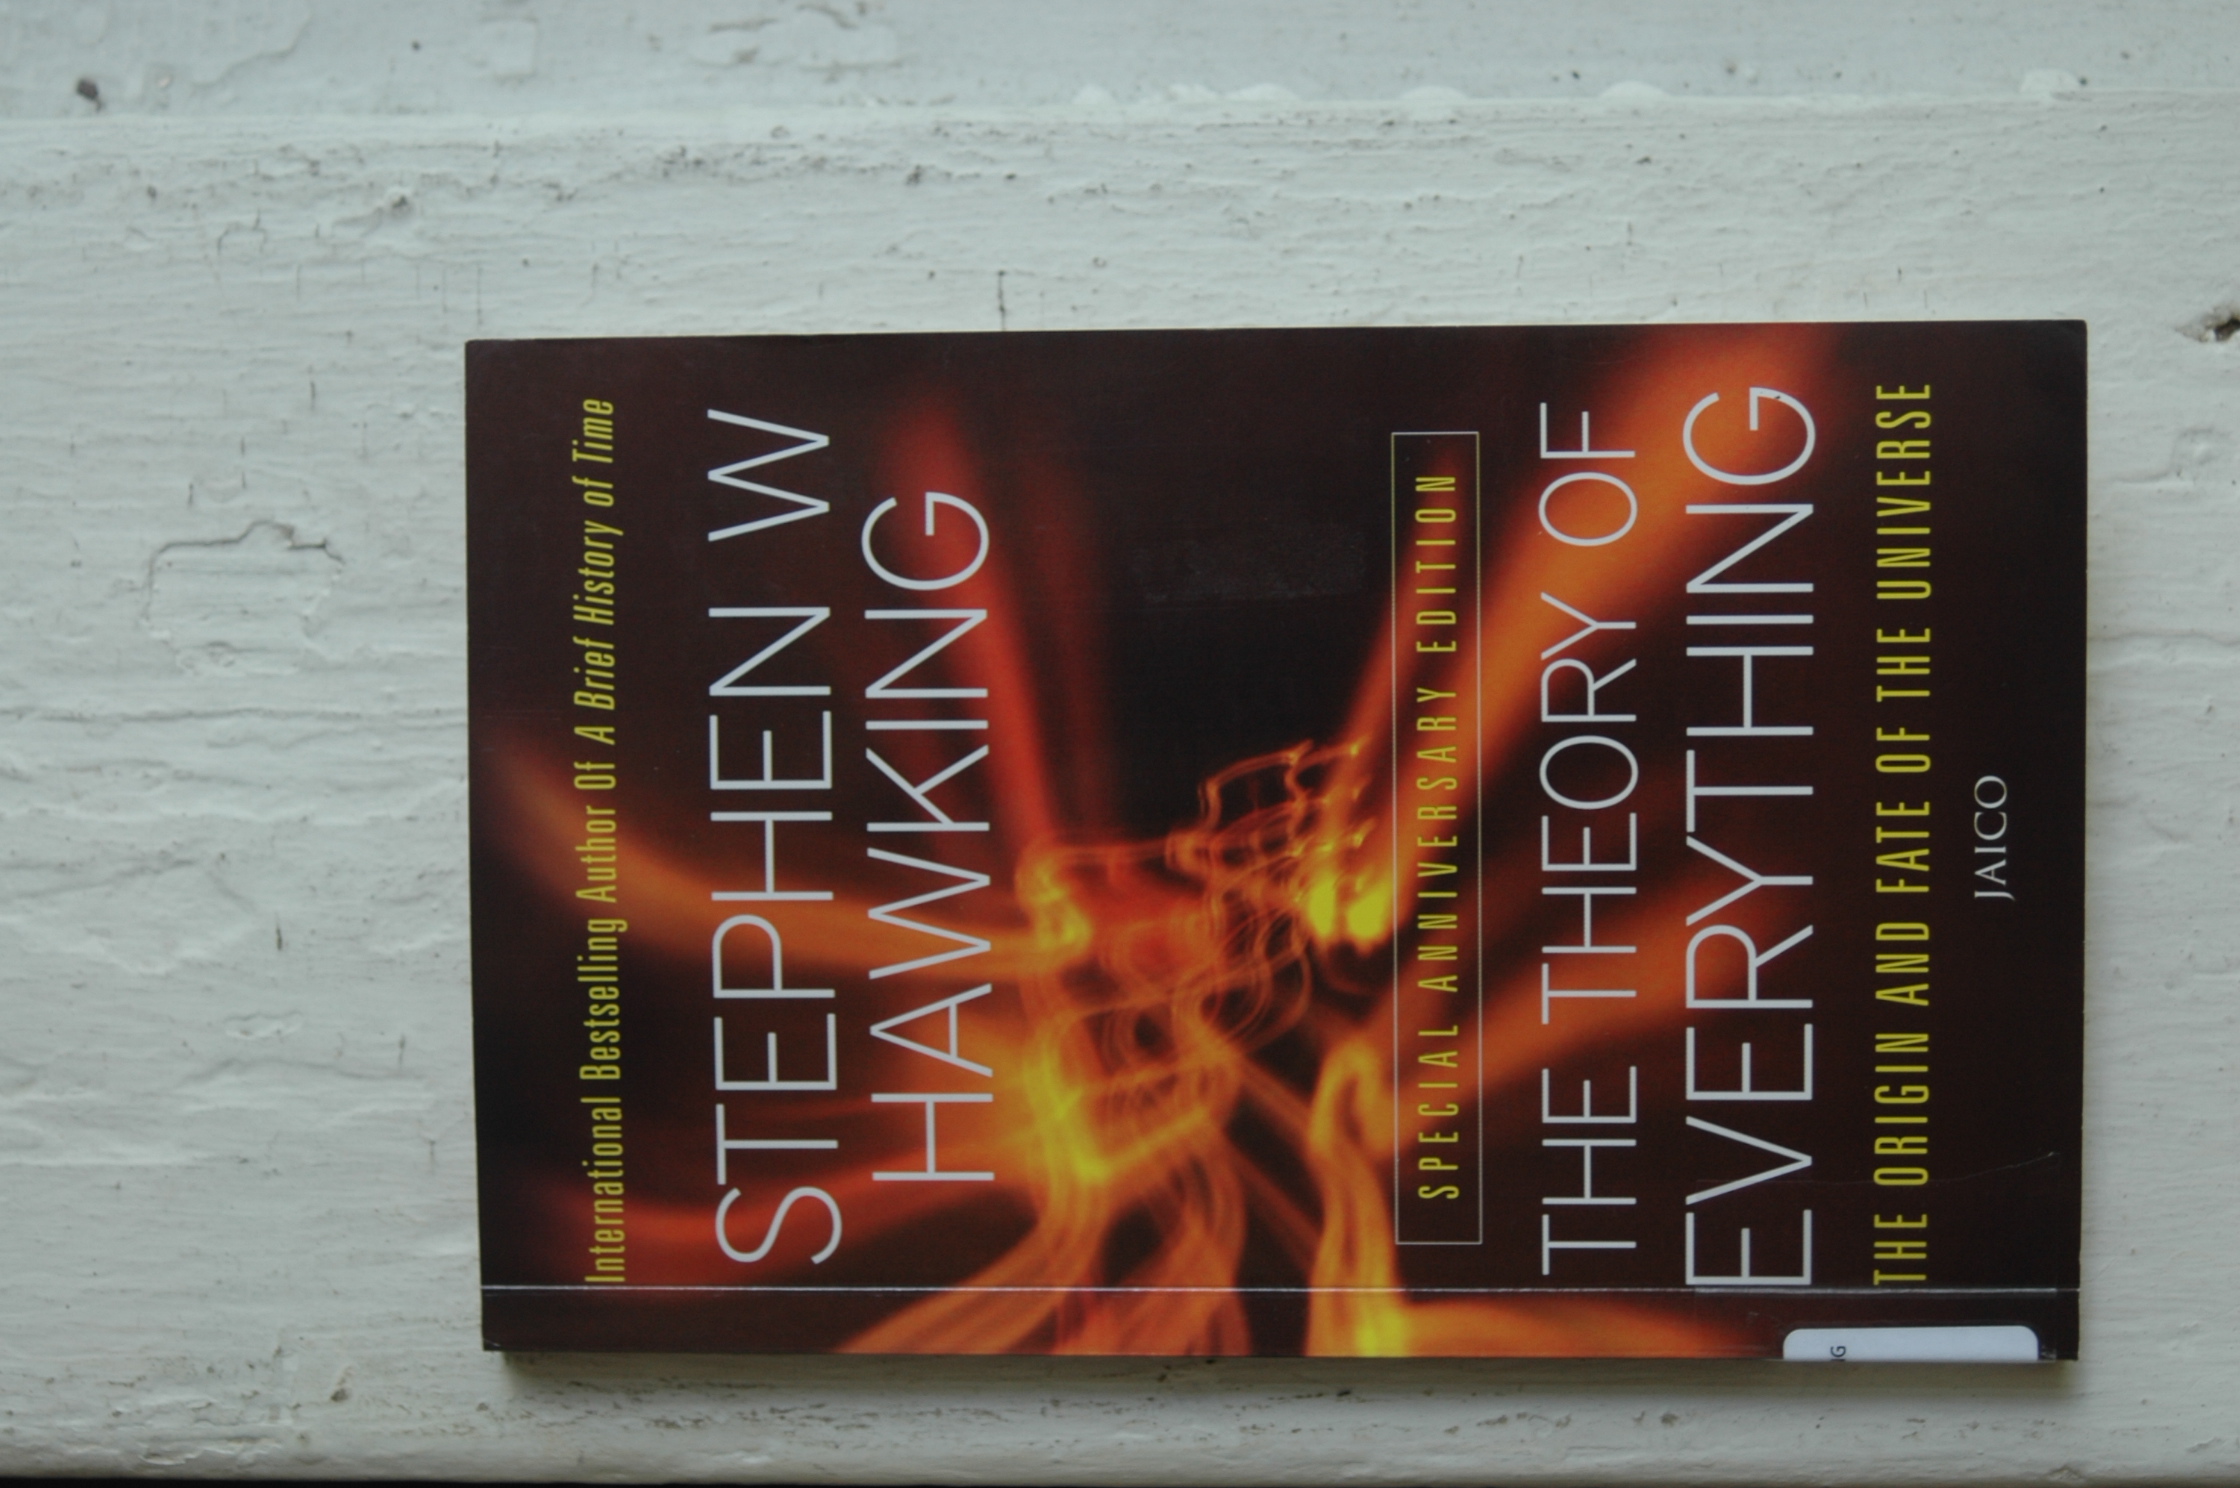 International Bestselling Author Of A Brief History of Time
STEPHEN W
HAWKING
SPECIAL ANNIVERSARY EDITION
THE THEORY OF
EVERYTHING
THE ORIGIN AND FATE OF THE UNIVERSE
JAICO